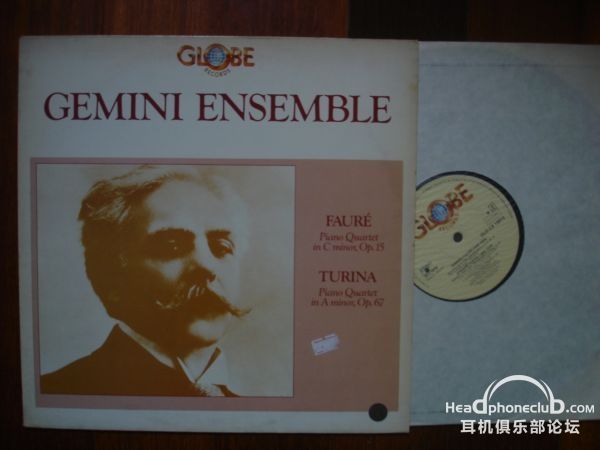 GLOBE
RECORDS
GEMINI ENSEMBLE
FAURÉ
Piano Quartet
in C minor, Op. 15
TURINA
Piano Quartet
in A minor, Op. 67
GLOBE
RECORDS
HeadphoneClub.com
耳机俱乐部论坛